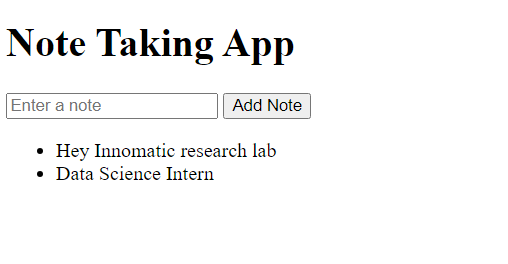 Note Taking App
Enter a note Add Note
Hey Innomatic research lab
Data Science Intern